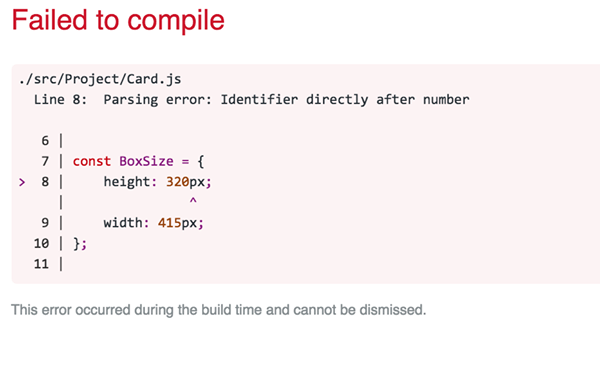 Failed to compile
./src/Project/Card.js
  Line 8:  Parsing error: Identifier directly after number
   6 |
   7 | const BoxSize = {
>  8 |     height: 320px;
     |               ^
   9 |     width: 415px;
  10 | };
  11 |
This error occurred during the build time and cannot be dismissed.